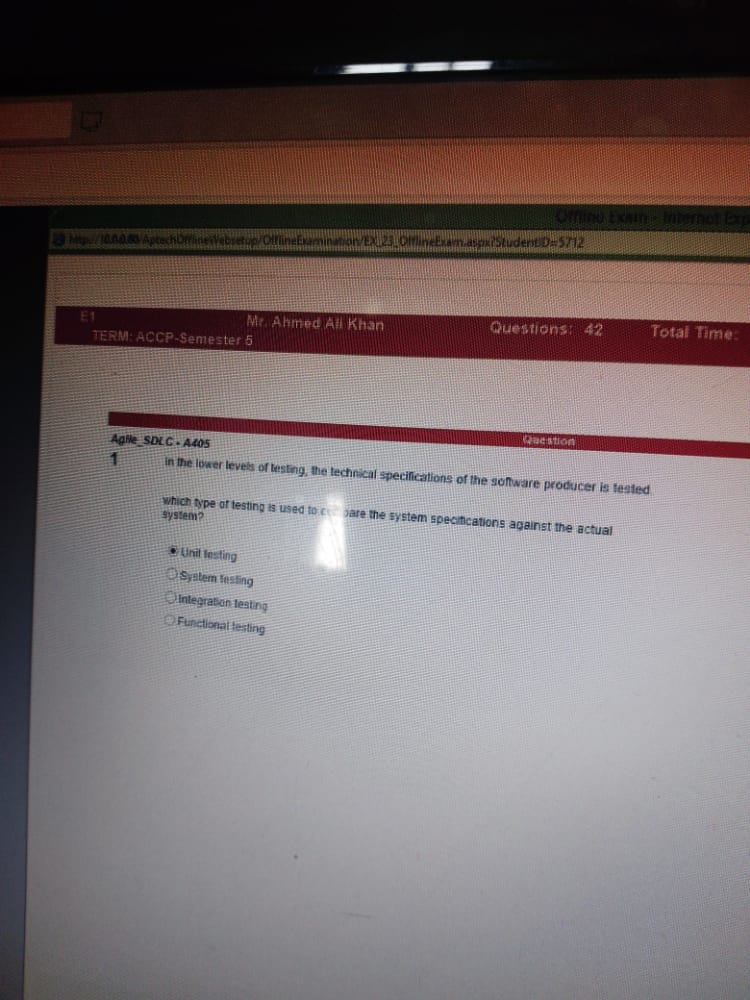 Offline Exam - Internet Exp
http://10.0.0.80/AptechOfflineWebsetup/OfflineExamination/EX_23_OfflineExam.aspx?StudentID=5712
E1 Mr. Ahmed Ali Khan Questions: 42 Total Time:
TERM: ACCP-Semester 5
Question
Agile_SDLC - A405
1 In the lower levels of testing, the technical specifications of the software producer is tested.
which type of testing is used to compare the system specifications against the actual
system?
Unit testing
System testing
Integration testing
Functional testing